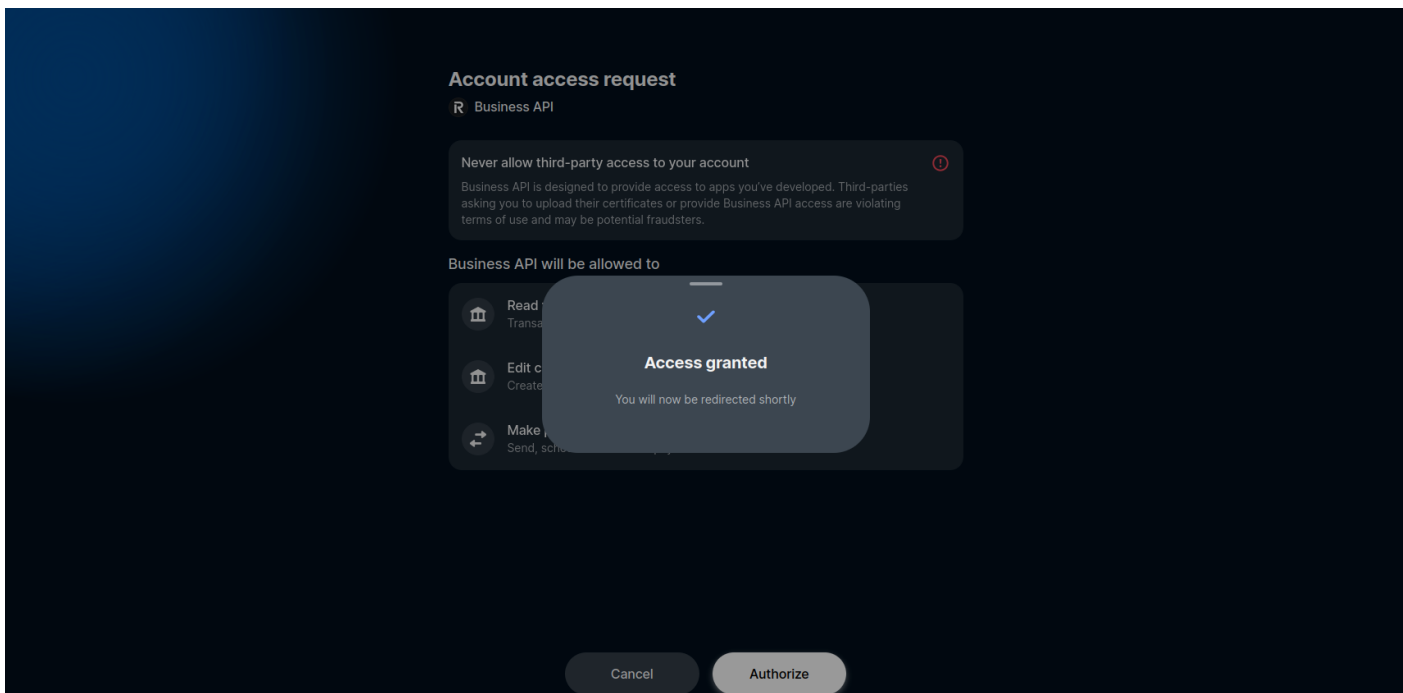 Account access request
Business API
Never allow third-party access to your account
Business API is designed to provide access to apps you've developed. Third-parties
asking you to upload their certificates or provide Business API access are violating
terms of use and may be potential fraudsters.
Business API will be allowed to
Read
Edit
Create
Make
Send,
Access granted
You will now be redirected shortly
Cancel
Authorize